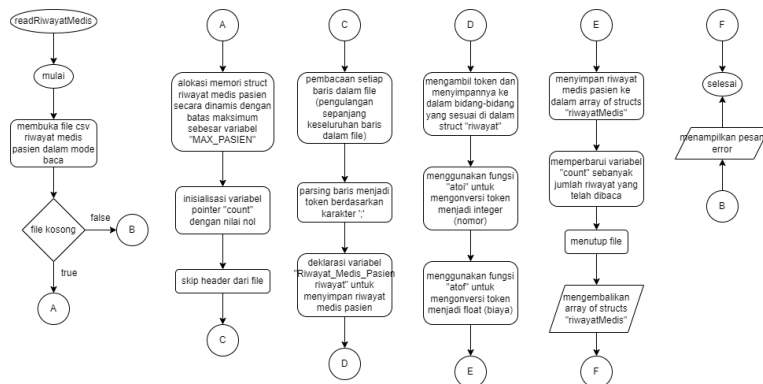 readRiwayatMedis
mulai
membuka file csv
riwayat medis
pasien dalam mode
baca
file kosong
false
B
true
A
A
alokasi memori struct
riwayat medis pasien
secara dinamis dengan
batas maksimum
sebesar variabel
"MAX_PASIEN"
inisialisasi variabel
pointer "count"
dengan nilai nol
skip header dari file
C
C
pembacaan setiap
baris dalam file
(pengulangan
sepanjang
keseluruhan baris
dalam file)
parsing baris menjadi
token berdasarkan
karakter ';'
deklarasi variabel
"Riwayat_Medis_Pasien
riwayat" untuk
menyimpan riwayat
medis pasien
D
D
mengambil token dan
menyimpannya ke
dalam bidang-bidang
yang sesuai di dalam
struct "riwayat"
menggunakan fungsi
"atoi" untuk
mengonversi token
menjadi integer
(nomor)
menggunakan fungsi
"atof" untuk
mengonversi token
menjadi float (biaya)
E
E
menyimpan riwayat
medis pasien ke
dalam array of structs
"riwayatMedis"
memperbarui variabel
"count" sebanyak
jumlah riwayat yang
telah dibaca
menutup file
mengembalikan
array of structs
"riwayatMedis"
F
F
selesai
menampilkan pesan
error
B